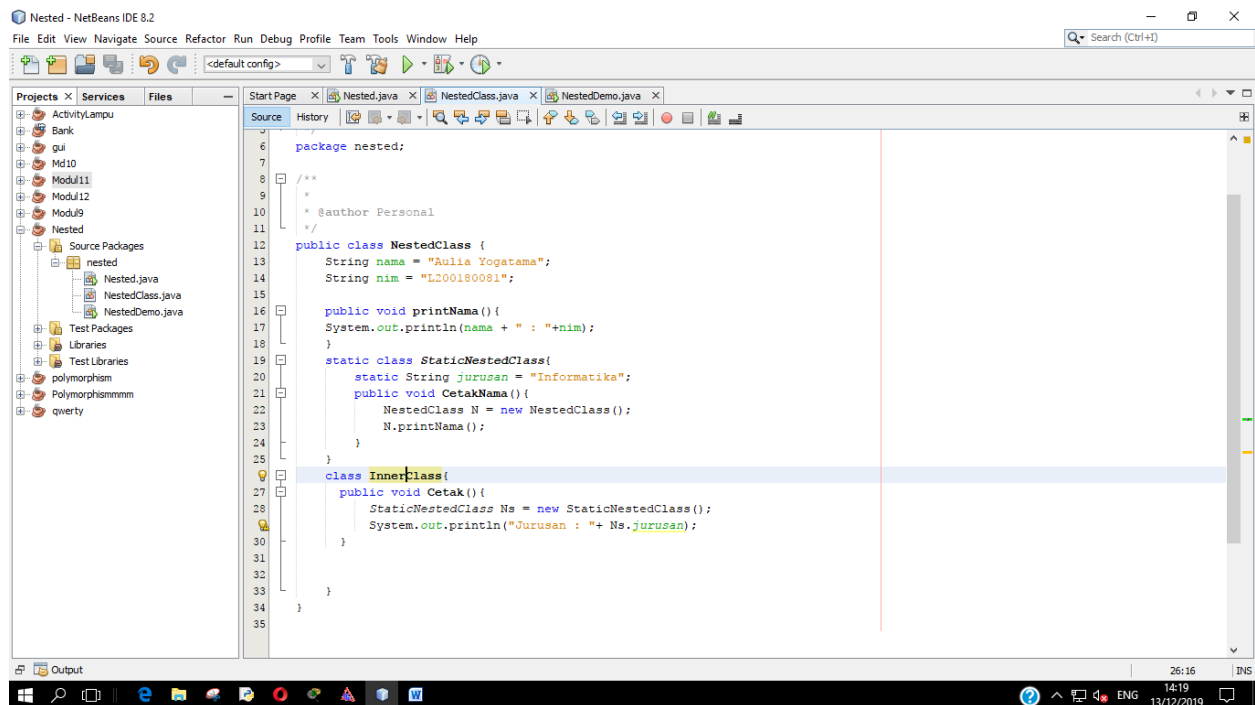 Nested - NetBeans IDE 8.2
File Edit View Navigate Source Refactor Run Debug Profile Team Tools Window Help
Search (Ctrl+I)
<default config>
Projects Services Files
Start Page Nested.java NestedClass.java NestedDemo.java
Source History
ActivityLampu
Bank
gui
Md10
Modul11
Modul12
Modul9
Nested
Source Packages
nested
Nested.java
NestedClass.java
NestedDemo.java
Test Packages
Libraries
Test Libraries
polymorphism
Polymorphismmmm
qwerty
5 */
6 package nested;
7
8 /**
9 *
10 * @author Personal
11 */
12 public class NestedClass {
13 String nama = "Aulia Yogatama";
14 String nim = "L200180081";
15
16 public void printNama(){
17 System.out.println(nama + " : "+nim);
18 }
19 static class StaticNestedClass{
20 static String jurusan = "Informatika";
21 public void CetakNama(){
22 NestedClass N = new NestedClass();
23 N.printNama();
24 }
25 }
class InnerClass{
27 public void Cetak(){
28 StaticNestedClass Ns = new StaticNestedClass();
System.out.println("Jurusan : "+ Ns.jurusan);
30 }
31
32
33 }
34 }
35
Output
26:16 INS
ENG
14:19
13/12/2019